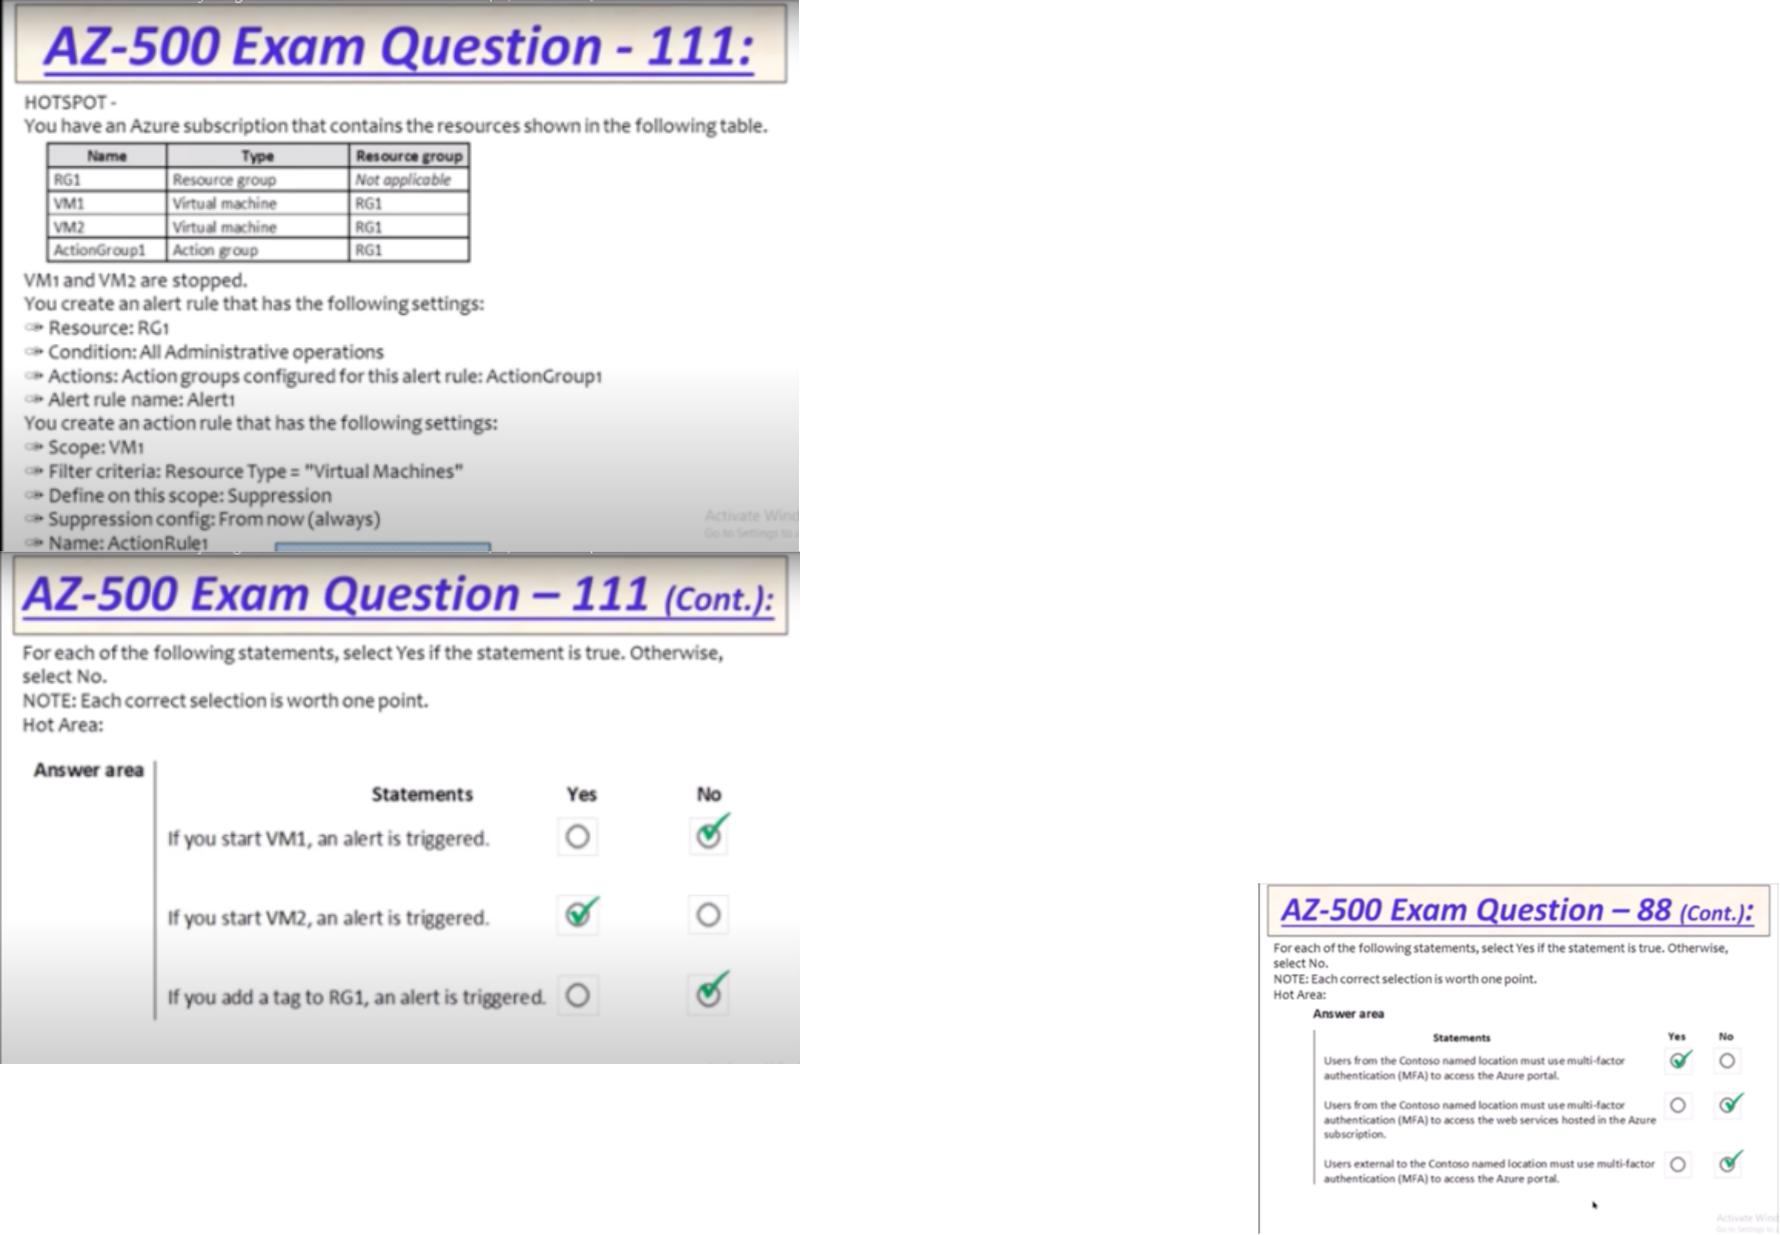 AZ-500 Exam Question - 111:
HOTSPOT -
You have an Azure subscription that contains the resources shown in the following table.
Name Type Resource group
RG1 Resource group Not applicable
VM1 Virtual machine RG1
VM2 Virtual machine RG1
ActionGroup1 Action group RG1
VM1 and VM2 are stopped.
You create an alert rule that has the following settings:
Resource: RG1
Condition: All Administrative operations
Actions: Action groups configured for this alert rule: ActionGroup1
Alert rule name: Alert1
You create an action rule that has the following settings:
Scope: VM1
Filter criteria: Resource Type = "Virtual Machines"
Define on this scope: Suppression
Suppression config: From now (always)
Name: ActionRule1
Activate Wind
Go to Settings to
AZ-500 Exam Question – 111 (Cont.):
For each of the following statements, select Yes if the statement is true. Otherwise,
select No.
NOTE: Each correct selection is worth one point.
Hot Area:
Answer area
Statements Yes No
If you start VM1, an alert is triggered.
If you start VM2, an alert is triggered.
If you add a tag to RG1, an alert is triggered.
AZ-500 Exam Question – 88 (Cont.):
For each of the following statements, select Yes if the statement is true. Otherwise,
select No.
NOTE: Each correct selection is worth one point.
Hot Area:
Answer area
Statements Yes No
Users from the Contoso named location must use multi-factor
authentication (MFA) to access the Azure portal.
Users from the Contoso named location must use multi-factor
authentication (MFA) to access the web services hosted in the Azure
subscription.
Users external to the Contoso named location must use multi-factor
authentication (MFA) to access the Azure portal.
Activate Wind
Go to Settings to